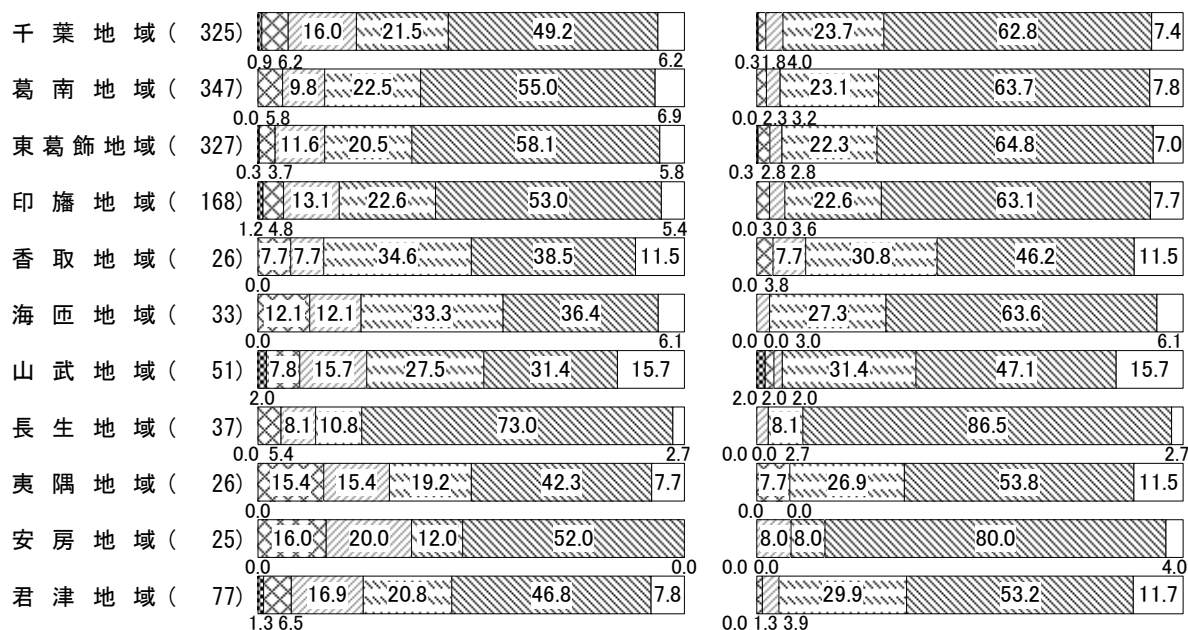 千葉地域( 325) 16.0 21.5 49.2 23.7 62.8 7.4
0.9 6.2 6.2 0.3 1.8 4.0
葛南地域( 347) 9.8 22.5 55.0 23.1 63.7 7.8
0.0 5.8 6.9 0.0 2.3 3.2
東葛飾地域( 327) 11.6 20.5 58.1 22.3 64.8 7.0
0.3 3.7 5.8 0.3 2.8 2.8
印旛地域( 168) 13.1 22.6 53.0 22.6 63.1 7.7
1.2 4.8 5.4 0.0 3.0 3.6
香取地域( 26) 7.7 7.7 34.6 38.5 11.5 7.7 30.8 46.2 11.5
0.0 0.0 3.8
海匝地域( 33) 12.1 12.1 33.3 36.4 27.3 63.6
0.0 6.1 0.0 0.0 3.0 6.1
山武地域( 51) 7.8 15.7 27.5 31.4 15.7 31.4 47.1 15.7
2.0 2.0 2.0 2.0
長生地域( 37) 8.1 10.8 73.0 8.1 86.5
0.0 5.4 2.7 0.0 0.0 2.7 2.7
夷隅地域( 26) 15.4 15.4 19.2 42.3 7.7 7.7 26.9 53.8 11.5
0.0 0.0 0.0
安房地域( 25) 16.0 20.0 12.0 52.0 8.0 8.0 80.0
0.0 0.0 0.0 0.0 4.0
君津地域( 77) 16.9 20.8 46.8 7.8 29.9 53.2 11.7
1.3 6.5 0.0 1.3 3.9